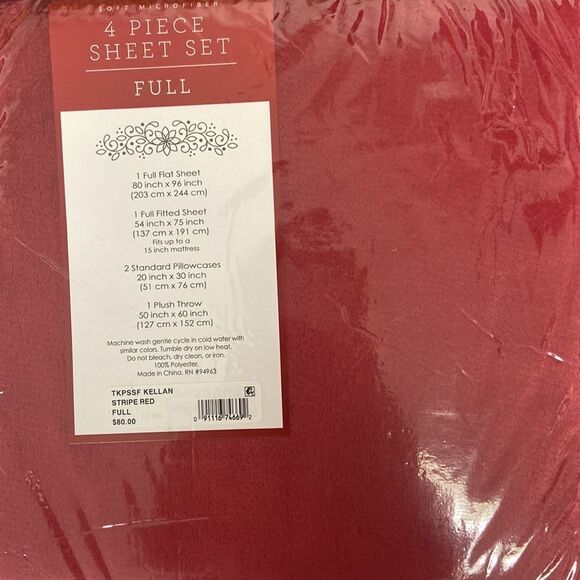 SOFT MICROFIBER
4 PIECE
SHEET SET
FULL
1 Full Flat Sheet
80 inch x 96 inch
(203 cm x 244 cm)
1 Full Fitted Sheet
54 inch x 75 inch
(137 cm x 191 cm)
Fits up to a
15 inch mattress
2 Standard Pillowcases
20 inch x 30 inch
(51 cm x 76 cm)
1 Plush Throw
50 inch x 60 inch
(127 cm x 152 cm)
Machine wash gentle cycle in cold water with
similar colors. Tumble dry on low heat.
Do not bleach, dry clean, or iron.
100% Polyester.
Made in China, RN #94963
TKPSSF KELLAN
STRIPE RED
FULL
$80.00
0 91116 74669 2